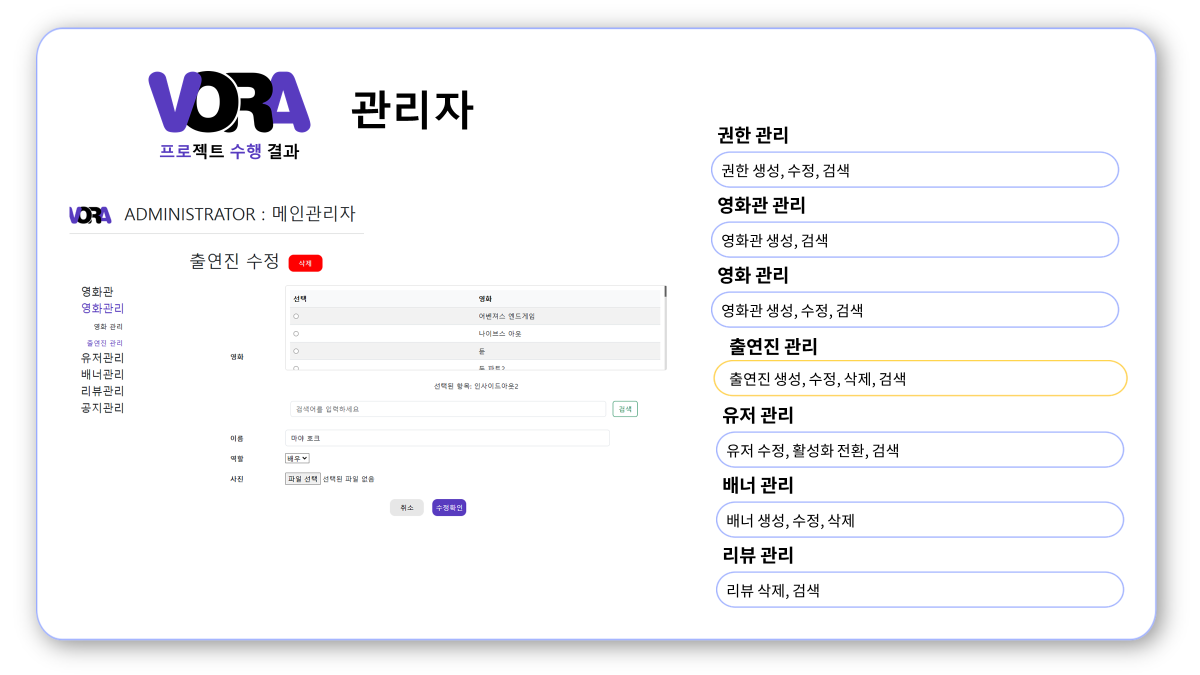 VORA
관리자
프로젝트 수행 결과
VORA ADMINISTRATOR : 메인관리자
출연진 수정 삭제
영화관
영화관리
영화 관리
출연진 관리
유저관리
배너관리
리뷰관리
공지관리
영화
선택 영화
어벤져스 엔드게임
나이브스 아웃
듄
듄 파트2
선택된 항목: 인사이드아웃2
검색어를 입력하세요 검색
이름 마야 호크
역할 배우
사진 파일 선택 선택된 파일 없음
취소 수정확인
권한 관리
권한 생성, 수정, 검색
영화관 관리
영화관 생성, 검색
영화 관리
영화관 생성, 수정, 검색
출연진 관리
출연진 생성, 수정, 삭제, 검색
유저 관리
유저 수정, 활성화 전환, 검색
배너 관리
배너 생성, 수정, 삭제
리뷰 관리
리뷰 삭제, 검색